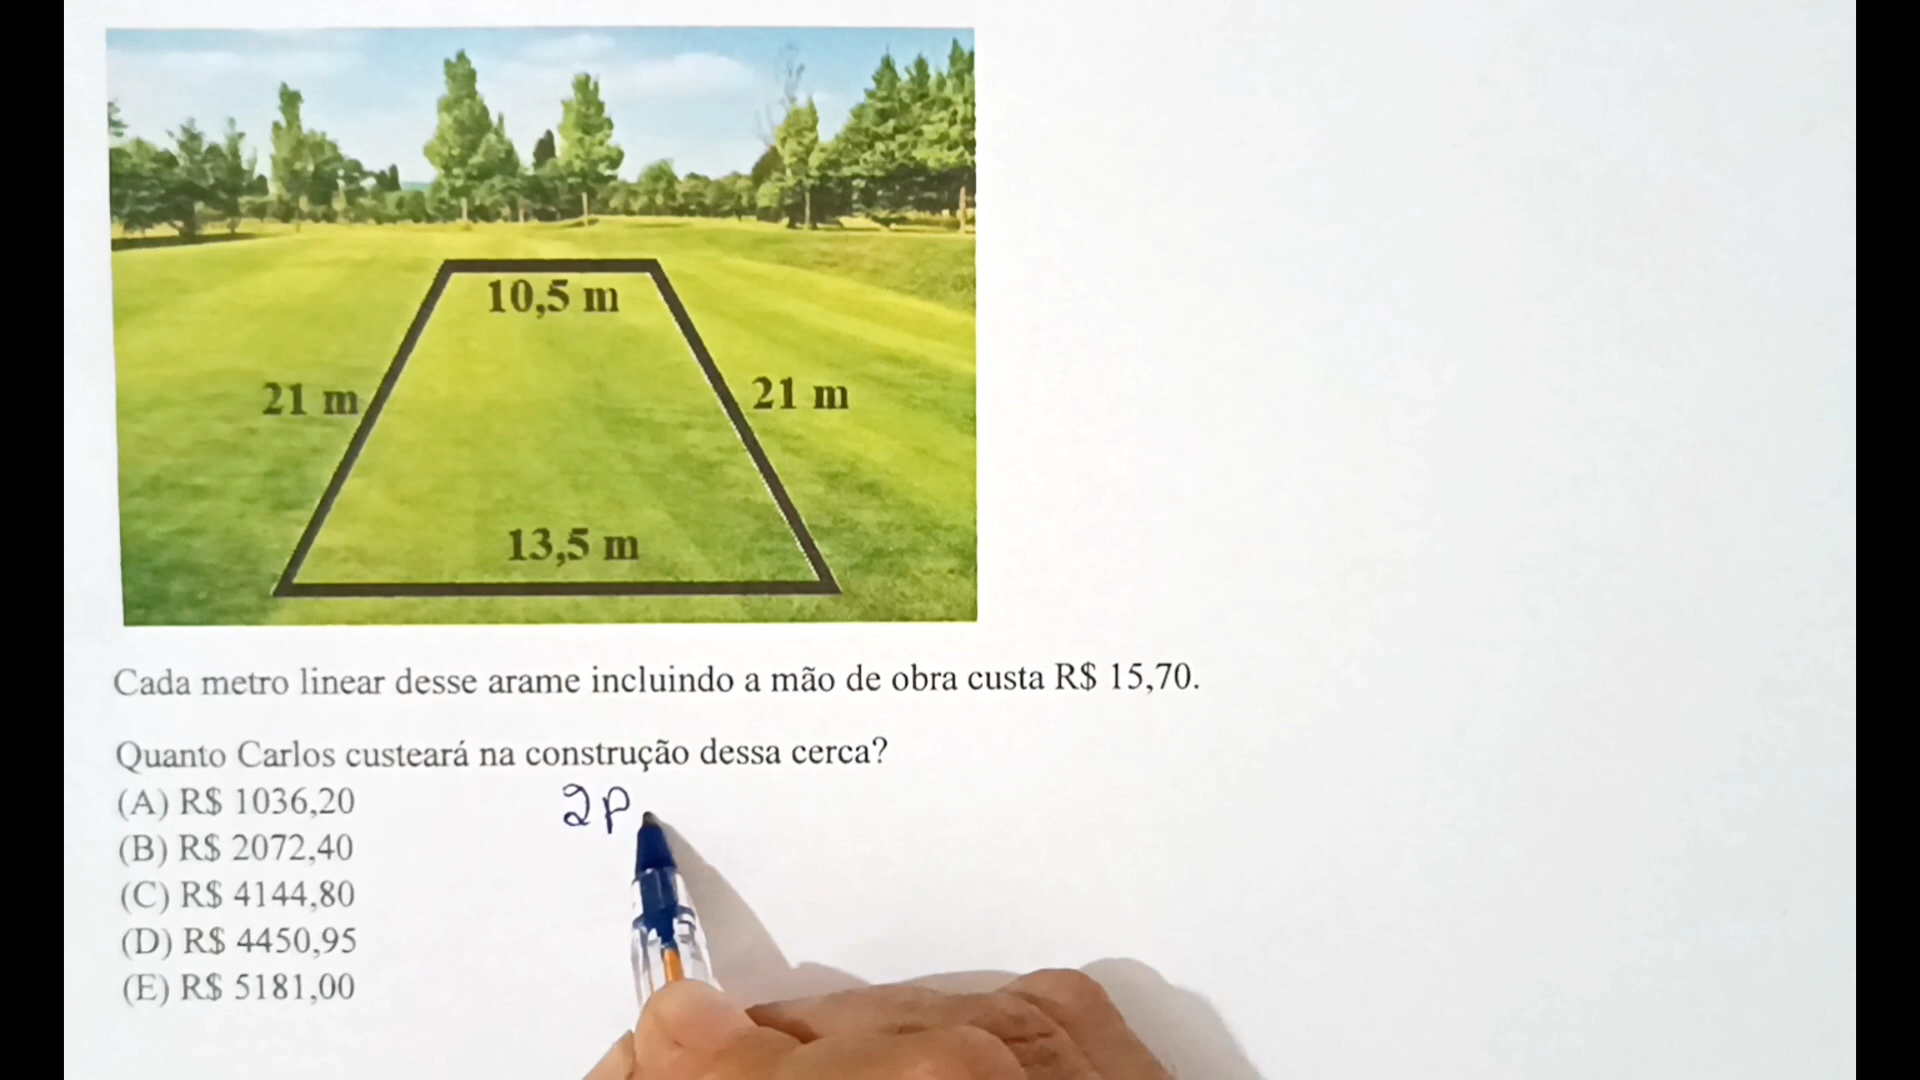 10,5 m
21 m
21 m
13,5 m
Cada metro linear desse arame incluindo a mão de obra custa R$ 15,70.
Quanto Carlos custeará na construção dessa cerca?
(A) R$ 1036,20
2p
(B) R$ 2072,40
(C) R$ 4144,80
(D) R$ 4450,95
(E) R$ 5181,00